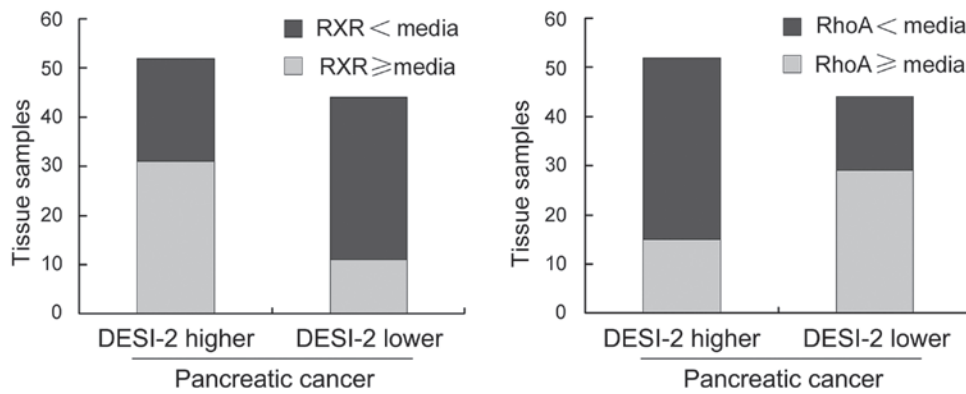 Tissue samples
60
50
40
30
20
10
0
RXR < media
RXR ⩾ media
DESI-2 higher
DESI-2 lower
Pancreatic cancer
Tissue samples
60
50
40
30
20
10
0
RhoA < media
RhoA ⩾ media
DESI-2 higher
DESI-2 lower
Pancreatic cancer